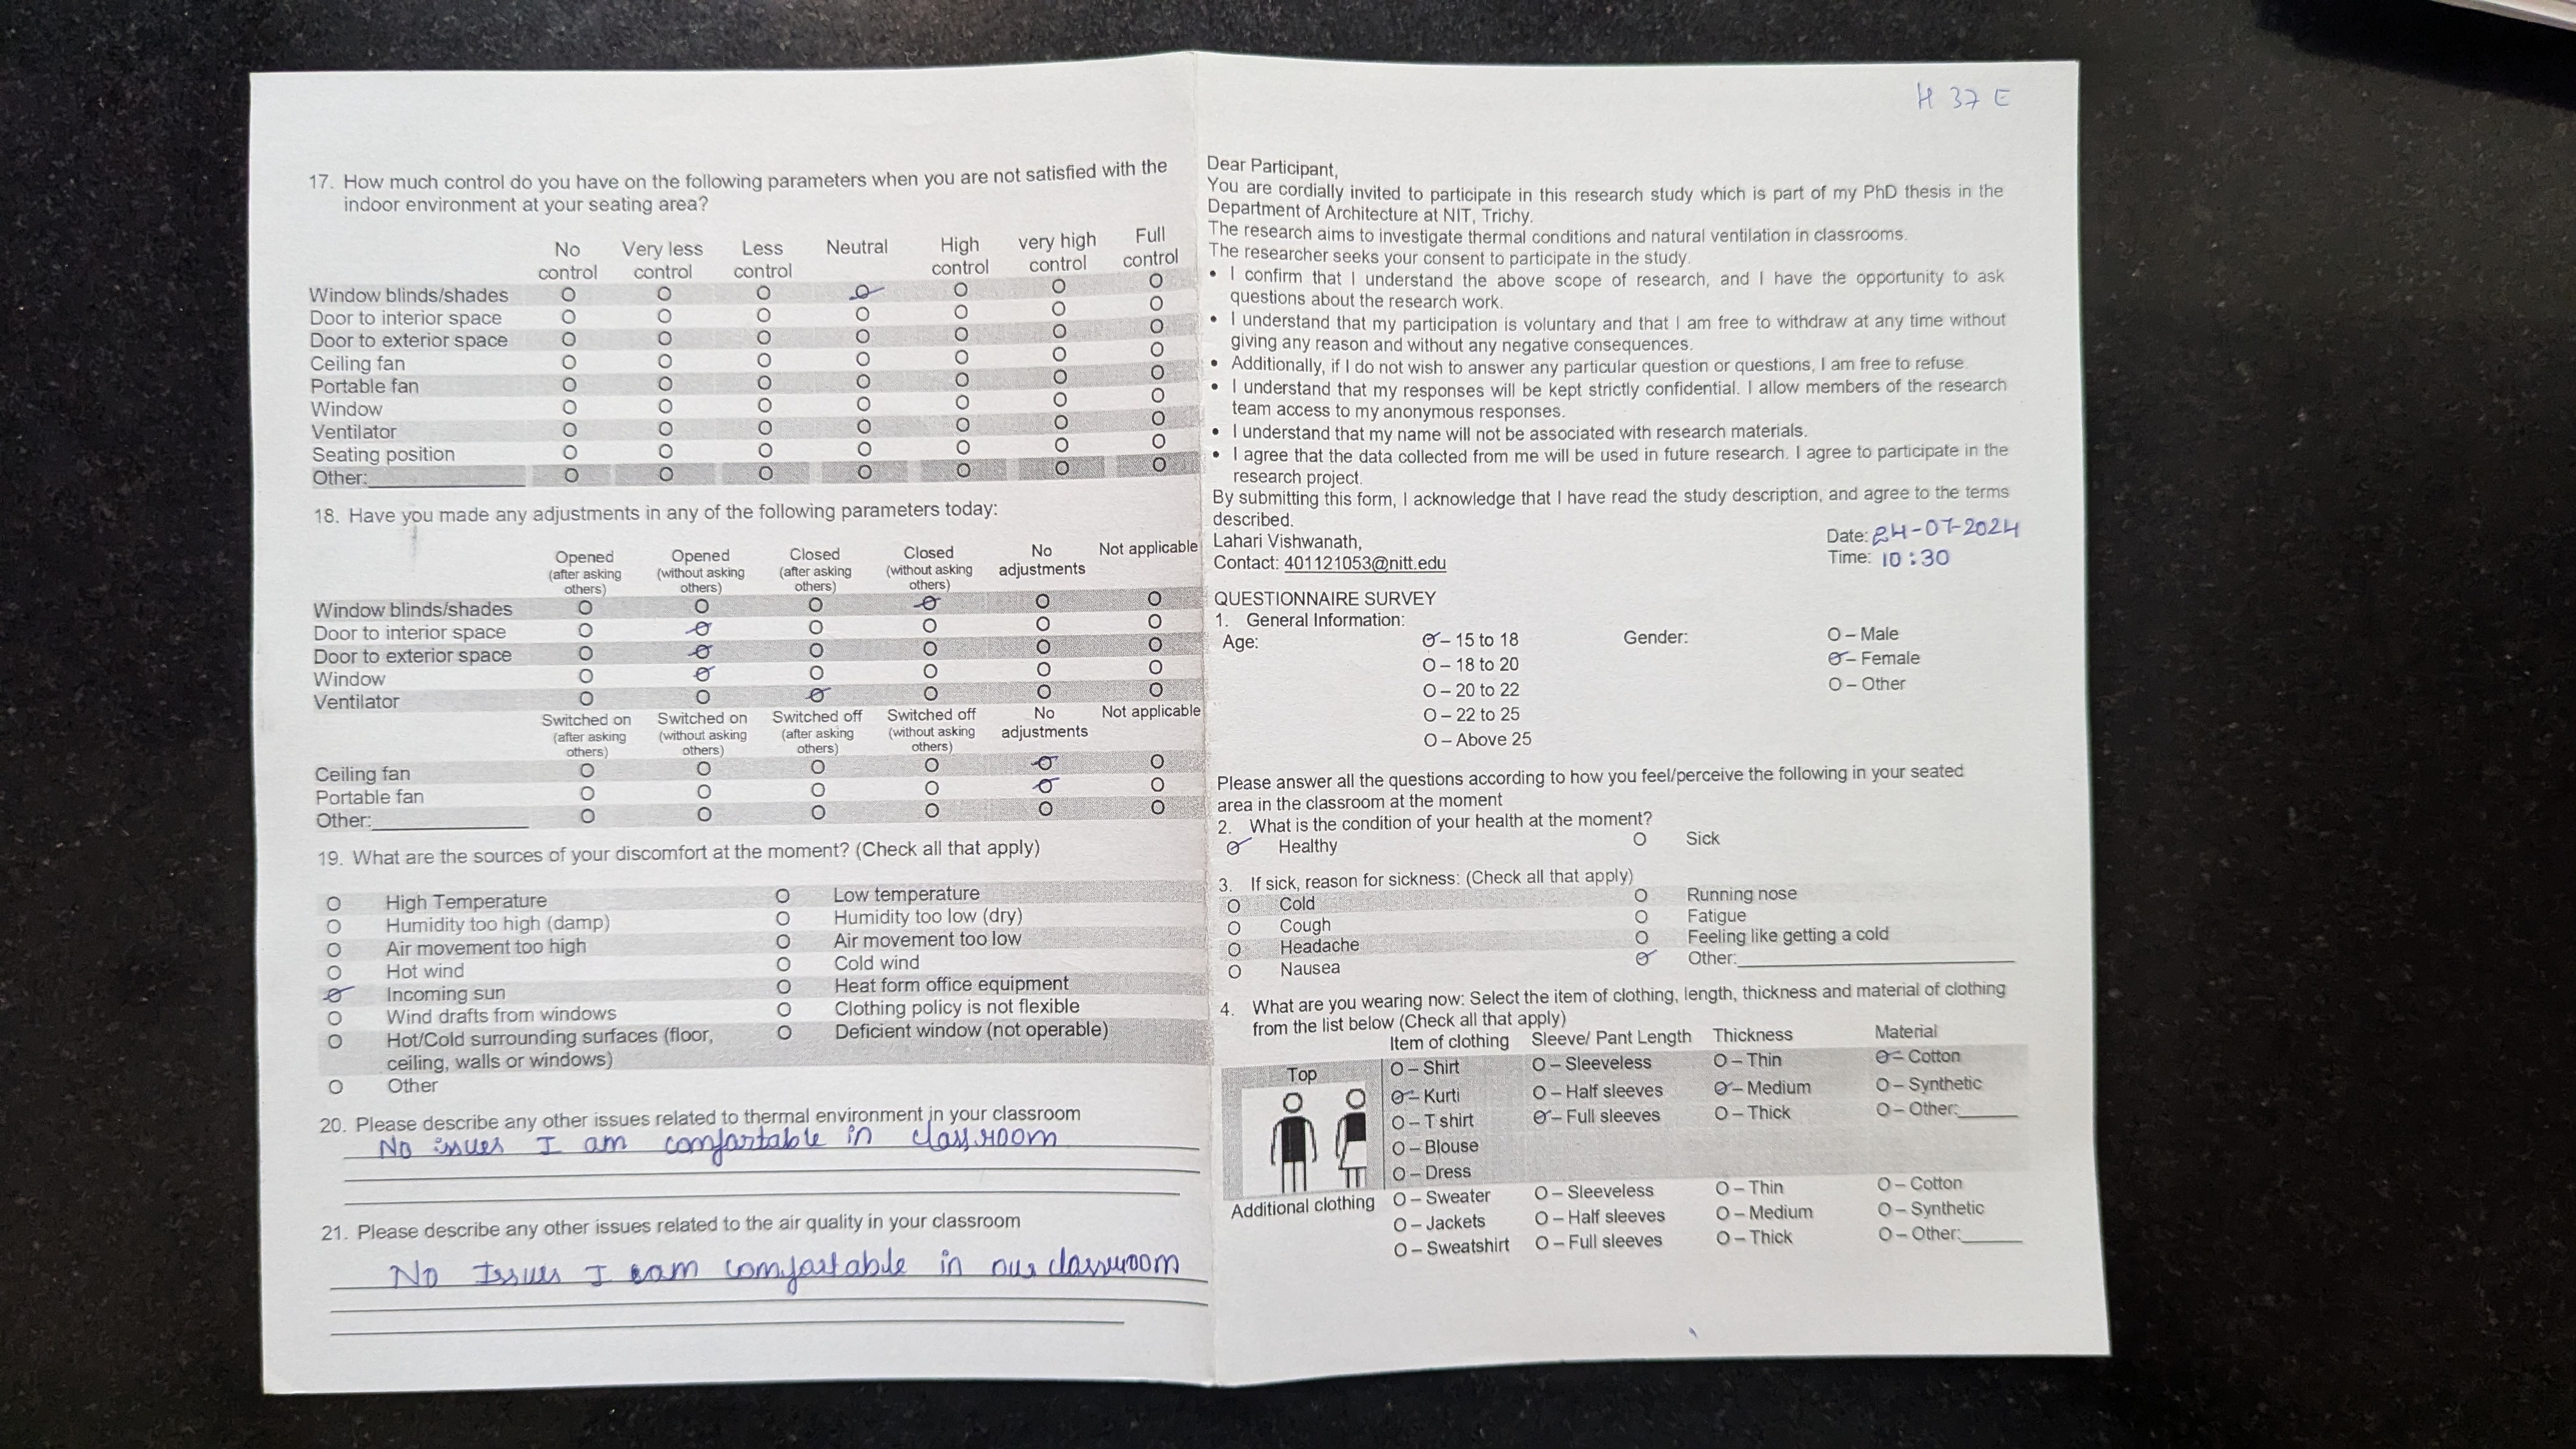 17. How much control do you have on the following parameters when you are not satisfied with the
indoor environment at your seating area?
No control Very less control Less control Neutral High control very high control Full control
Window blinds/shades O O O O O O O
Door to interior space O O O O O O O
Door to exterior space O O O O O O O
Ceiling fan O O O O O O O
Portable fan O O O O O O O
Window O O O O O O O
Ventilator O O O O O O O
Seating position O O O O O O O
Other:__________ O O O O O O O
18. Have you made any adjustments in any of the following parameters today:
Opened (after asking others) Opened (without asking others) Closed (after asking others) Closed (without asking others) No adjustments Not applicable
Window blinds/shades O O O O O O
Door to interior space O O O O O O
Door to exterior space O O O O O O
Window O O O O O O
Ventilator O O O O O O
Switched on (after asking others) Switched on (without asking others) Switched off (after asking others) Switched off (without asking others) No adjustments Not applicable
Ceiling fan O O O O O O
Portable fan O O O O O O
Other:__________ O O O O O O
19. What are the sources of your discomfort at the moment? (Check all that apply)
O High Temperature O Low temperature
O Humidity too high (damp) O Humidity too low (dry)
O Air movement too high O Air movement too low
O Hot wind O Cold wind
O Incoming sun O Heat form office equipment
O Wind drafts from windows O Clothing policy is not flexible
O Hot/Cold surrounding surfaces (floor, O Deficient window (not operable)
ceiling, walls or windows)
O Other
20. Please describe any other issues related to thermal environment in your classroom
No issues I am comfortable in classroom
21. Please describe any other issues related to the air quality in your classroom
No Issues I am comfortable in our classroom
H 37 E
Dear Participant,
You are cordially invited to participate in this research study which is part of my PhD thesis in the
Department of Architecture at NIT, Trichy.
The research aims to investigate thermal conditions and natural ventilation in classrooms.
The researcher seeks your consent to participate in the study.
• I confirm that I understand the above scope of research, and I have the opportunity to ask
questions about the research work.
• I understand that my participation is voluntary and that I am free to withdraw at any time without
giving any reason and without any negative consequences.
• Additionally, if I do not wish to answer any particular question or questions, I am free to refuse.
• I understand that my responses will be kept strictly confidential. I allow members of the research
team access to my anonymous responses.
• I understand that my name will not be associated with research materials.
• I agree that the data collected from me will be used in future research. I agree to participate in the
research project.
By submitting this form, I acknowledge that I have read the study description, and agree to the terms
described.
Lahari Vishwanath,
Contact: 401121053@nitt.edu
Date: 24-07-2024
Time: 10:30
QUESTIONNAIRE SURVEY
1. General Information:
Age: O – 15 to 18 Gender: O – Male
O – 18 to 20 O – Female
O – 20 to 22 O – Other
O – 22 to 25
O – Above 25
Please answer all the questions according to how you feel/perceive the following in your seated
area in the classroom at the moment
2. What is the condition of your health at the moment?
O Healthy O Sick
3. If sick, reason for sickness: (Check all that apply)
O Cold O Running nose
O Cough O Fatigue
O Headache O Feeling like getting a cold
O Nausea O Other:__________
4. What are you wearing now: Select the item of clothing, length, thickness and material of clothing
from the list below (Check all that apply)
Item of clothing Sleeve/ Pant Length Thickness Material
Top O – Shirt O – Sleeveless O – Thin O – Cotton
O – Kurti O – Half sleeves O – Medium O – Synthetic
O – T shirt O – Full sleeves O – Thick O – Other:_____
O – Blouse
O – Dress
Additional clothing O – Sweater O – Sleeveless O – Thin O – Cotton
O – Jackets O – Half sleeves O – Medium O – Synthetic
O – Sweatshirt O – Full sleeves O – Thick O – Other:_____